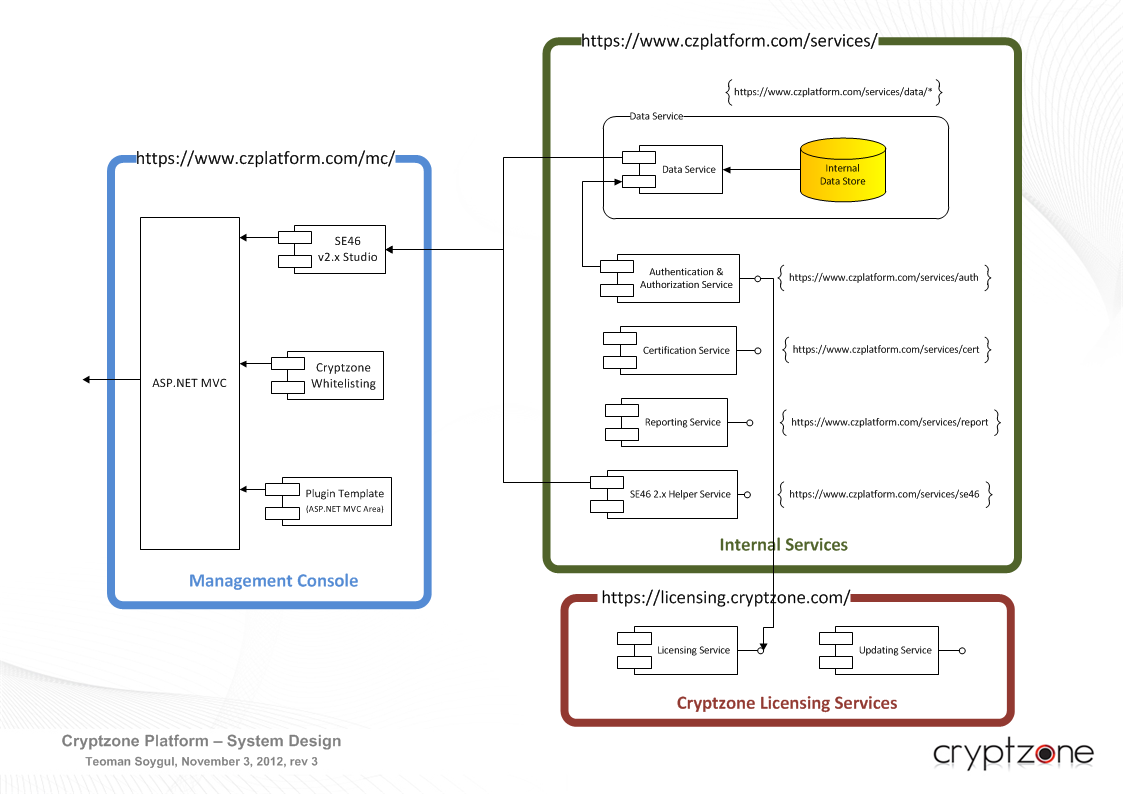 https://www.czplatform.com/services/
{https://www.czplatform.com/services/data/*}
Data Service
https://www.czplatform.com/mc/
Data Service
Internal
Data Store
SE46
v2.x Studio
Authentication &
Authorization Service
{https://www.czplatform.com/services/auth}
Certification Service
{https://www.czplatform.com/services/cert}
ASP.NET MVC
Cryptzone
Whitelisting
Reporting Service
{https://www.czplatform.com/services/report}
Plugin Template
(ASP.NET MVC Area)
SE46 2.x Helper Service
{https://www.czplatform.com/services/se46}
Internal Services
Management Console
https://licensing.cryptzone.com/
Licensing Service
Updating Service
Cryptzone Licensing Services
Cryptzone Platform – System Design
Teoman Soygul, November 3, 2012, rev 3
cryptzone